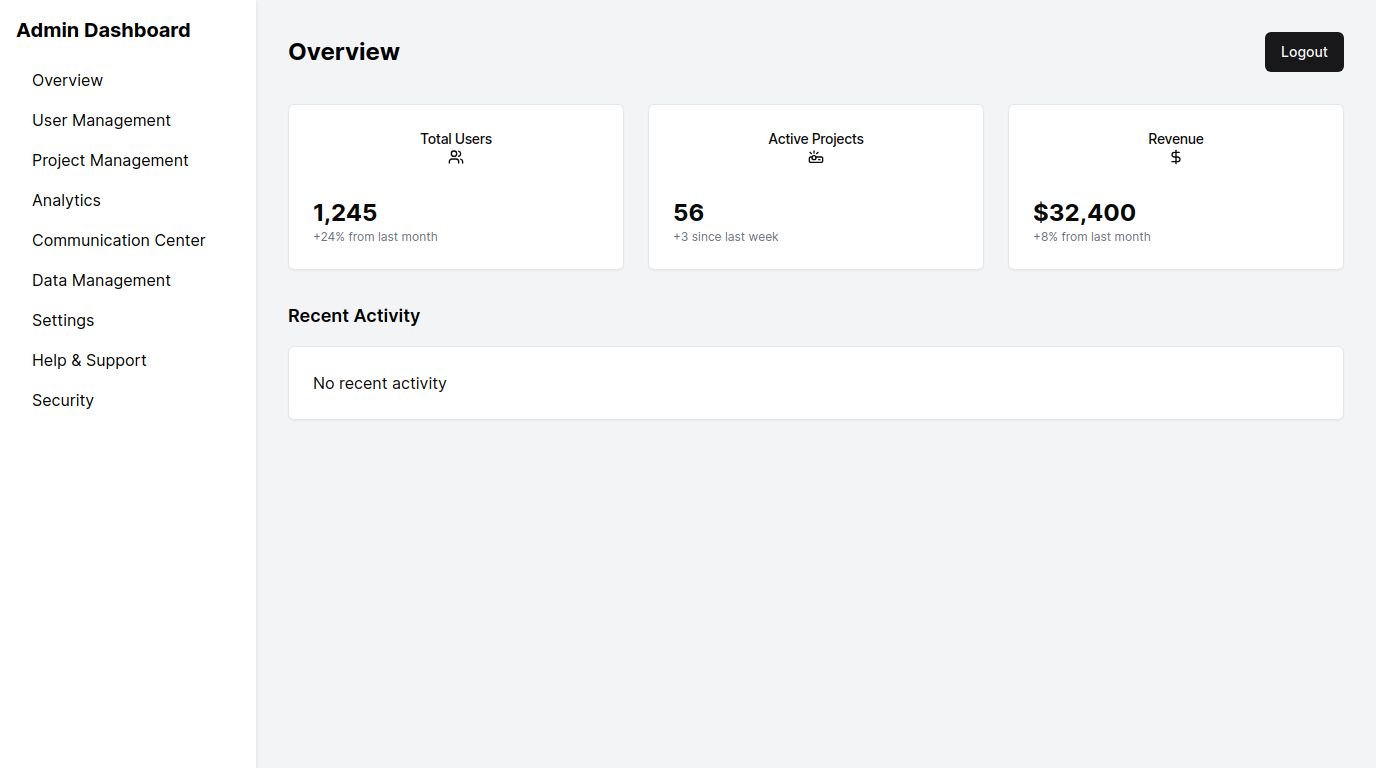 Admin Dashboard
Overview
User Management
Project Management
Analytics
Communication Center
Data Management
Settings
Help & Support
Security
Overview
Logout
Total Users
1,245
+24% from last month
Active Projects
56
+3 since last week
Revenue
$32,400
+8% from last month
Recent Activity
No recent activity